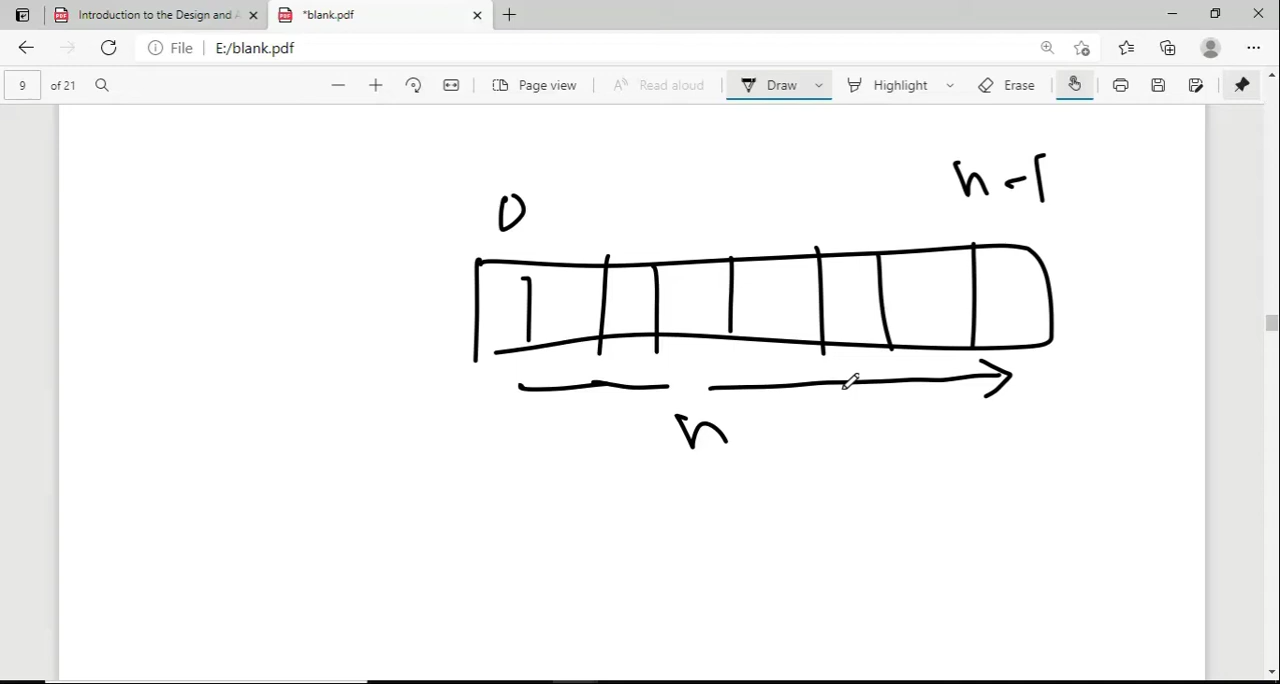 Introduction to the Design and A
*blank.pdf
File
E:/blank.pdf
9 of 21
Page view
Read aloud
Draw
Highlight
Erase
n-1
0
n